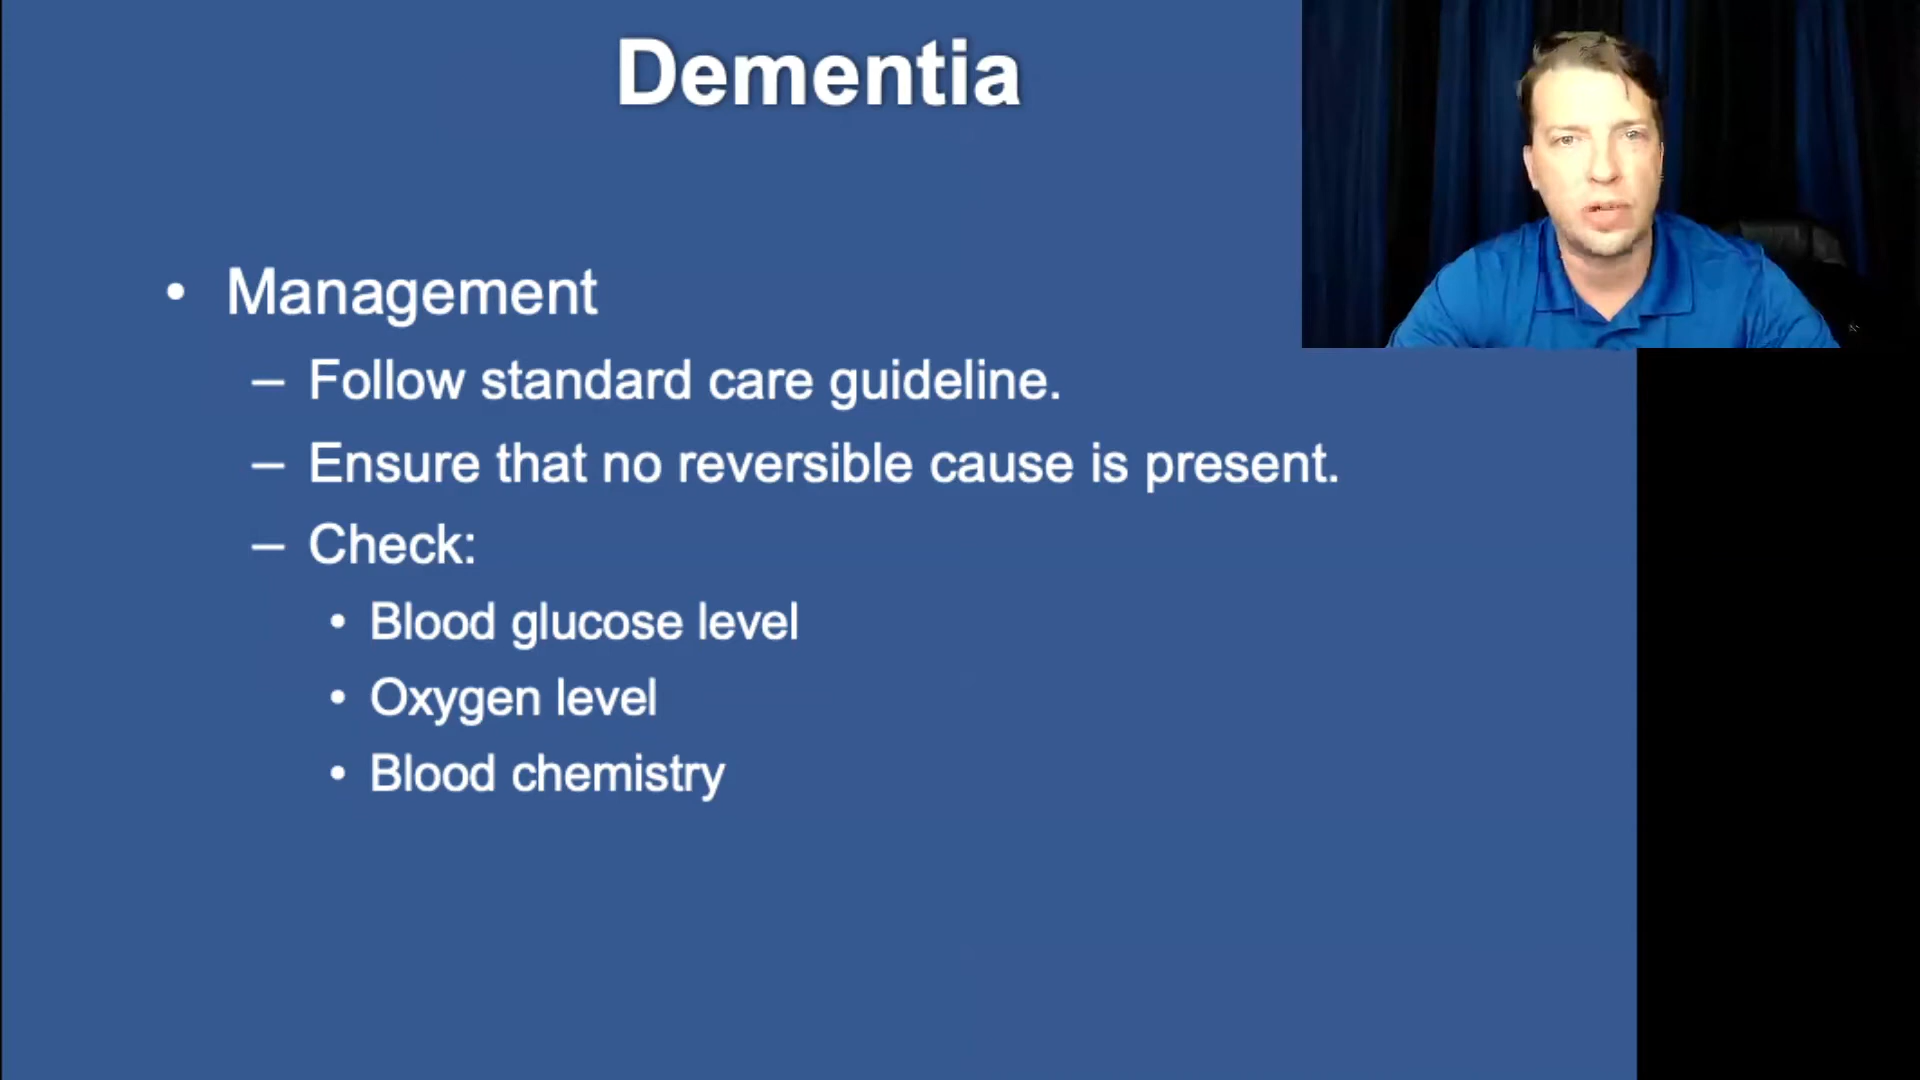 Dementia
• Management
– Follow standard care guideline.
– Ensure that no reversible cause is present.
– Check:
• Blood glucose level
• Oxygen level
• Blood chemistry